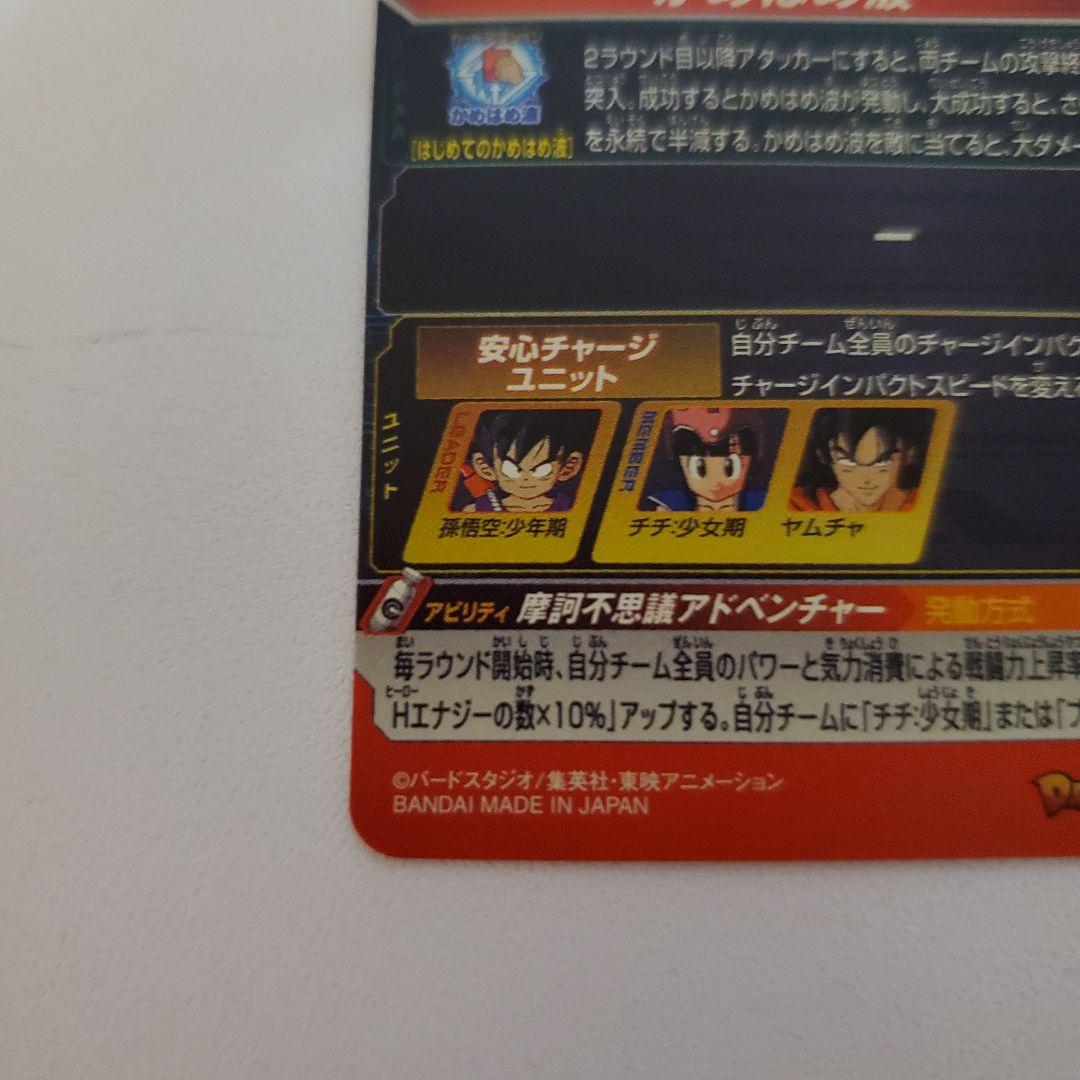 かめはめ波
2ラウンド目以降アタッカーにすると、両チームの攻撃終
かめはめ波
突入。成功するとかめはめ波が発動し、大成功すると、さ
[はじめてのかめはめ波]
を永続で半減する。かめはめ波を敵に当てると、大ダメー
安心チャージ
ユニット
自分チーム全員のチャージインパク
チャージインパクトスピードを変える
ユニット
LEADER
MEMBER
孫悟空:少年期
チチ:少女期
ヤムチャ
アビリティ 摩訶不思議アドベンチャー 発動方式
毎ラウンド開始時、自分チーム全員のパワーと気力消費による戦闘力上昇率
Hエナジーの数×10%」アップする。自分チームに「チチ:少女期」または「ブ
©バードスタジオ/集英社・東映アニメーション
BANDAI MADE IN JAPAN